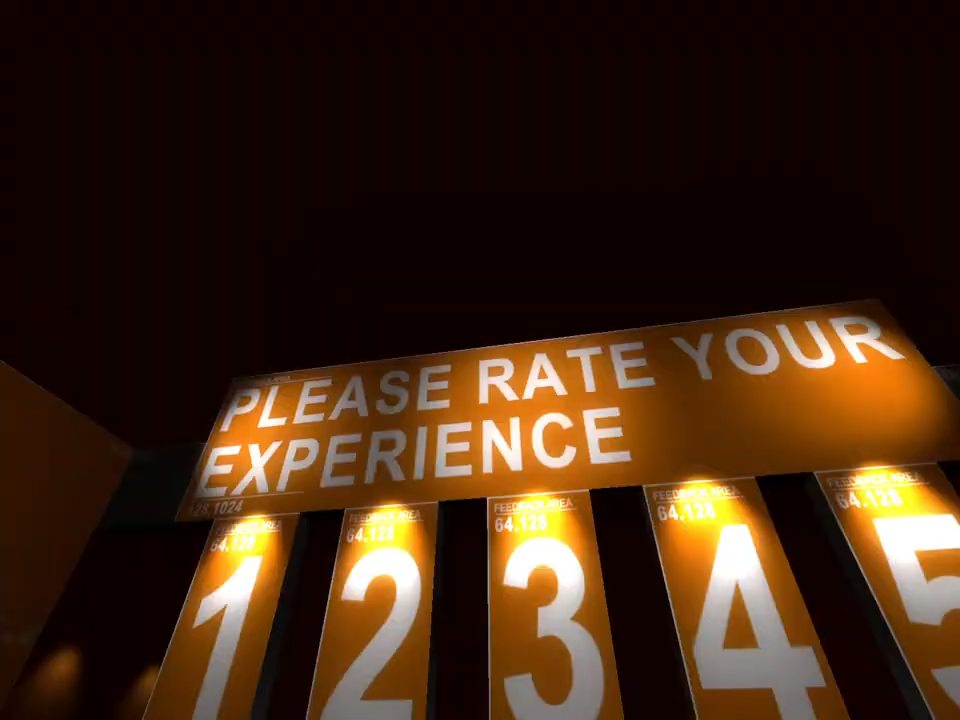 PLEASE RATE YOUR
EXPERIENCE
128.1024
FEEDBACK AREA
64.128
1
FEEDBACK AREA
64.128
2
FEEDBACK AREA
64.128
3
FEEDBACK AREA
64.128
4
FEEDBACK AREA
64.128
5